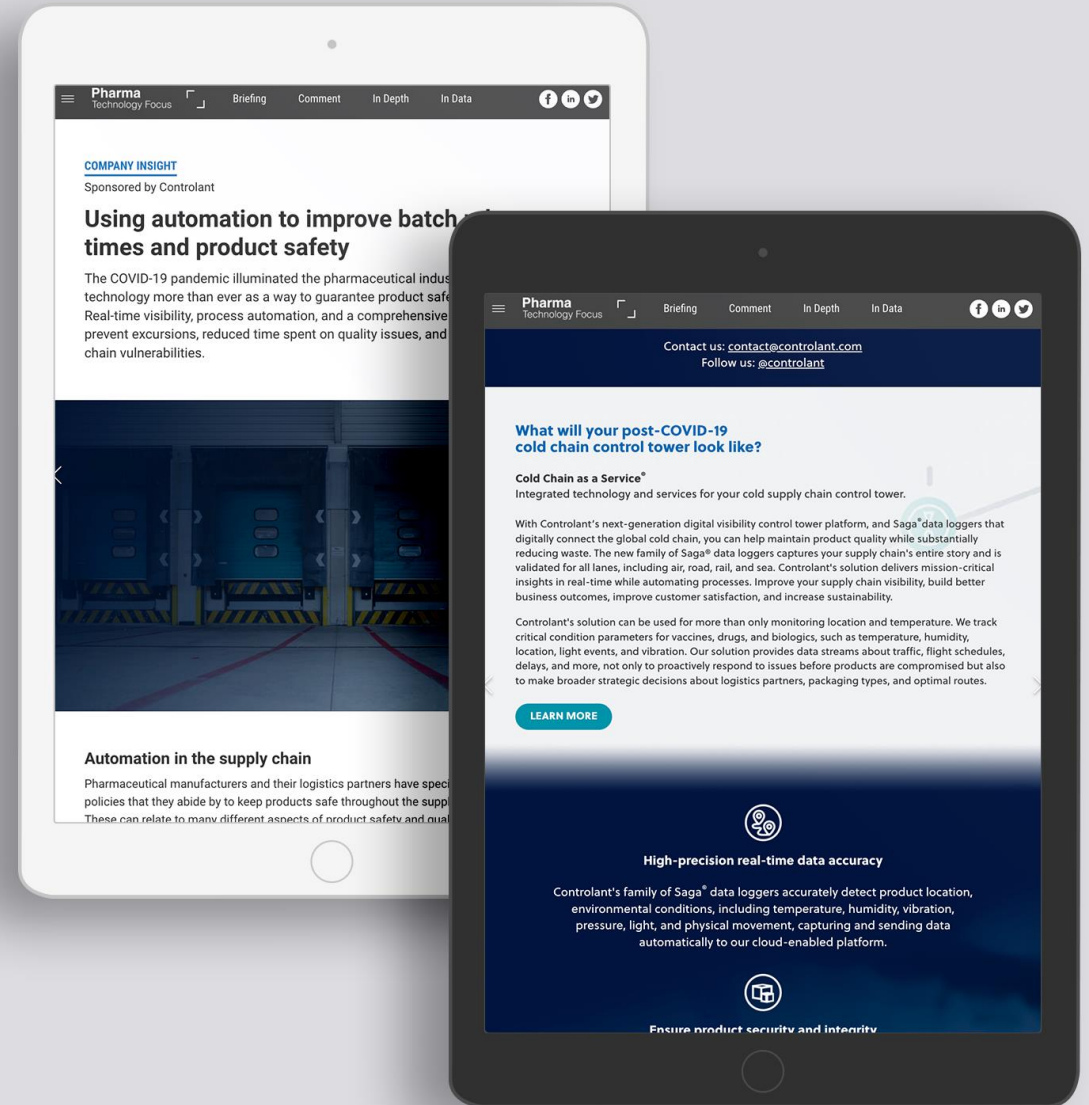 Pharma
Technology Focus
Briefing
Comment
In Depth
In Data
COMPANY INSIGHT
Sponsored by Controlant
Using automation to improve batch
times and product safety
The COVID-19 pandemic illuminated the pharmaceutical
technology more than ever as a way to guarantee product
Real-time visibility, process automation, and a comprehensive
prevent excursions, reduced time spent on quality issues, and
chain vulnerabilities.
Automation in the supply chain
Pharmaceutical manufacturers and their logistics partners have
policies that they abide by to keep products safe throughout the
These can relate to many different aspects of product safety and
Pharma
Technology Focus
Briefing
Comment
In Depth
In Data
Contact us: contact@controlant.com
Follow us: @controlant
What will your post-COVID-19
cold chain control tower look like?
Cold Chain as a Service®
Integrated technology and services for your cold supply chain control tower.
With Controlant's next-generation digital visibility control tower platform, and Saga® data loggers that
digitally connect the global cold chain, you can help maintain product quality while substantially
reducing waste. The new family of Saga® data loggers captures your supply chain's entire story and is
validated for all lanes, including air, road, rail, and sea. Controlant's solution delivers mission-critical
insights in real-time while automating processes. Improve your supply chain visibility, build better
business outcomes, improve customer satisfaction, and increase sustainability.
Controlant's solution can be used for more than only monitoring location and temperature. We track
critical condition parameters for vaccines, drugs, and biologics, such as temperature, humidity,
location, light events, and vibration. Our solution provides data streams about traffic, flight schedules,
delays, and more, not only to proactively respond to issues before products are compromised but also
to make broader strategic decisions about logistics partners, packaging types, and optimal routes.
LEARN MORE
High-precision real-time data accuracy
Controlant's family of Saga® data loggers accurately detect product location,
environmental conditions, including temperature, humidity, vibration,
pressure, light, and physical movement, capturing and sending data
automatically to our cloud-enabled platform.
Ensure product security and integrity